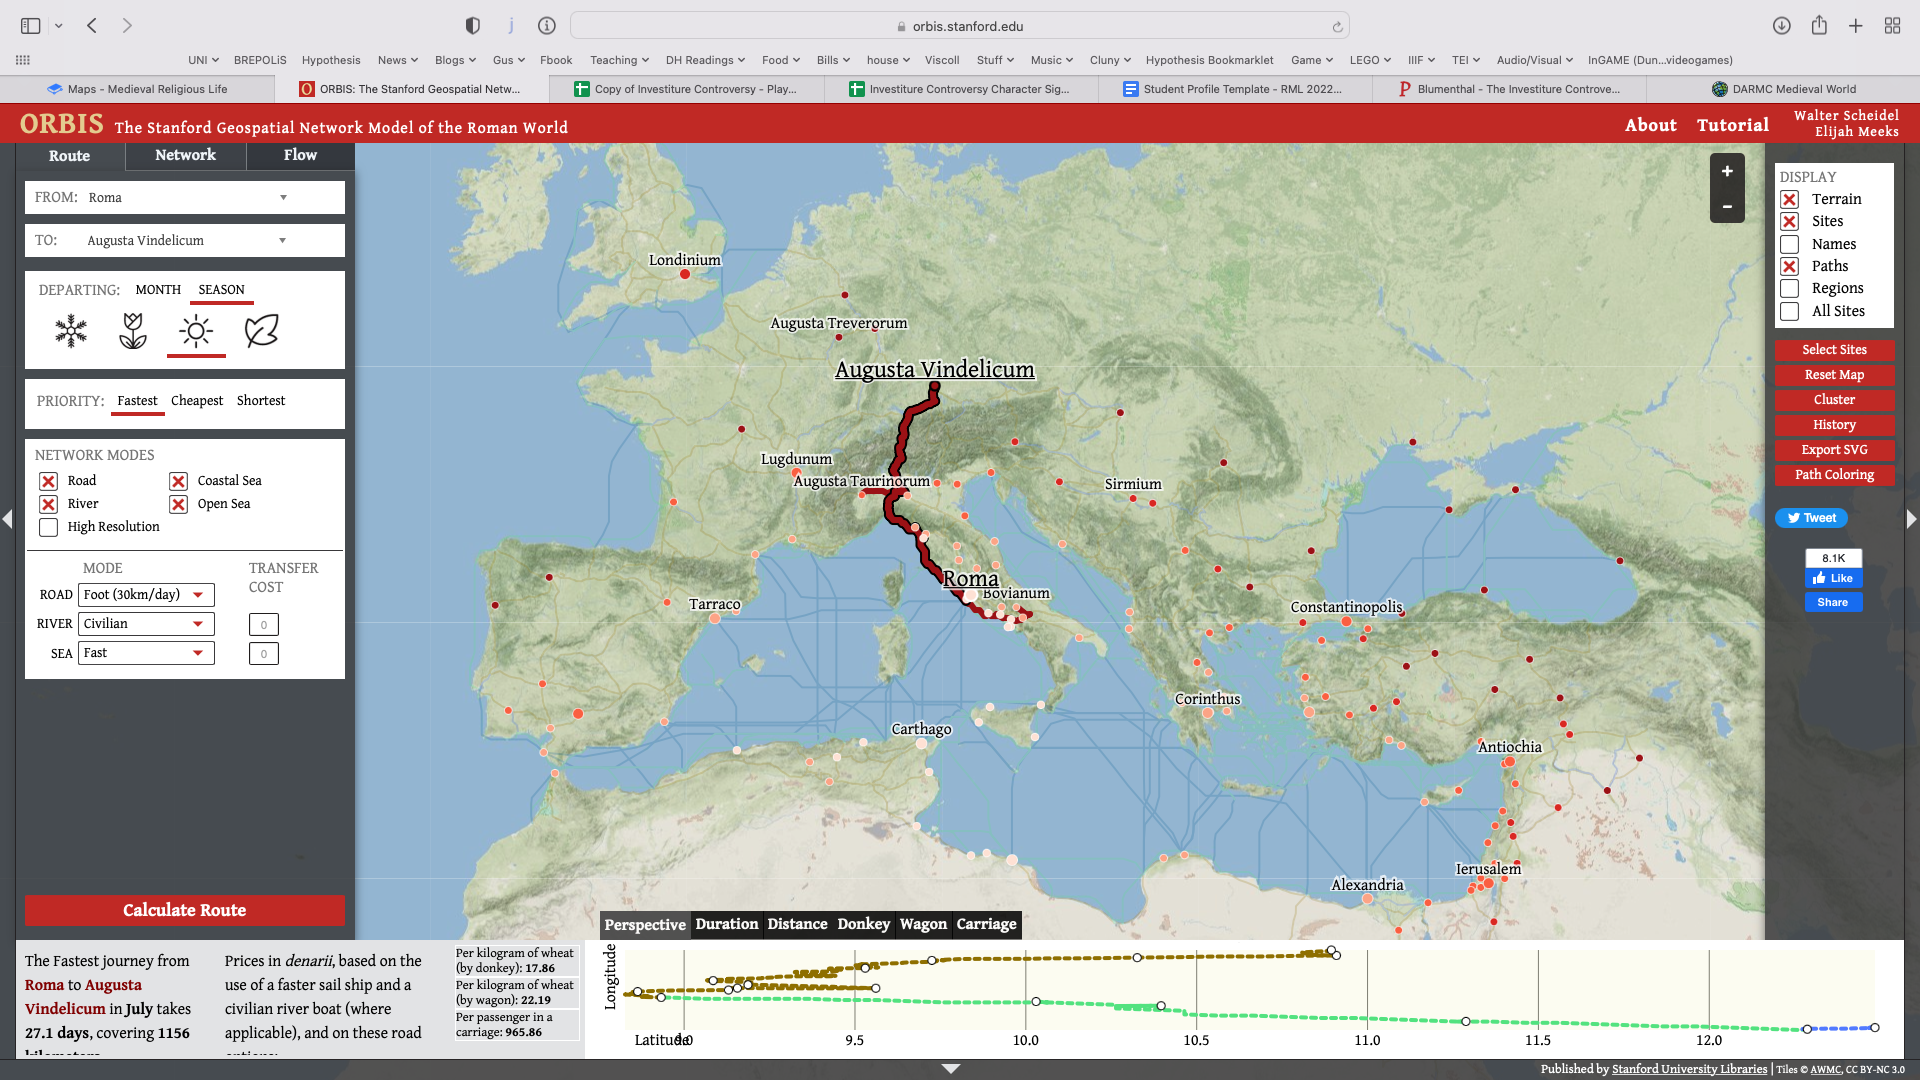 orbis.stanford.edu
UNI BREPOLiS Hypothesis News Blogs Gus Fbook Teaching DH Readings Food Bills house Viscoll Stuff Music Cluny Hypothesis Bookmarklet Game LEGO IIIF TEI Audio/Visual InGAME (Dun...videogames)
Maps - Medieval Religious Life
ORBIS: The Stanford Geospatial Netw...
Copy of Investiture Controversy - Play...
Investiture Controversy Character Sig...
Student Profile Template - RML 2022...
Blumenthal - The Investiture Controve...
DARMC Medieval World
ORBIS The Stanford Geospatial Network Model of the Roman World
About Tutorial
Walter Scheidel
Elijah Meeks
Route Network Flow
FROM: Roma
TO: Augusta Vindelicum
DEPARTING: MONTH SEASON
PRIORITY: Fastest Cheapest Shortest
NETWORK MODES
Road Coastal Sea
River Open Sea
High Resolution
MODE TRANSFER
COST
ROAD Foot (30km/day)
RIVER Civilian 0
SEA Fast 0
Calculate Route
Londinium
Augusta Treverorum
Augusta Vindelicum
Lugdunum
Augusta Taurinorum
Sirmium
Roma
Bovianum
Tarraco
Constantinopolis
Corinthus
Carthago
Antiochia
Ierusalem
Alexandria
+
-
DISPLAY
Terrain
Sites
Names
Paths
Regions
All Sites
Select Sites
Reset Map
Cluster
History
Export SVG
Path Coloring
Tweet
8.1K
Like
Share
Perspective Duration Distance Donkey Wagon Carriage
The Fastest journey from
Roma to Augusta
Vindelicum in July takes
27.1 days, covering 1156
Prices in denarii, based on the
use of a faster sail ship and a
civilian river boat (where
applicable), and on these road
Per kilogram of wheat
(by donkey): 17.86
Per kilogram of wheat
(by wagon): 22.19
Per passenger in a
carriage: 965.86
Longitude
Latitude
9.0 9.5 10.0 10.5 11.0 11.5 12.0
Published by Stanford University Libraries | Tiles © AWMC, CC BY-NC 3.0